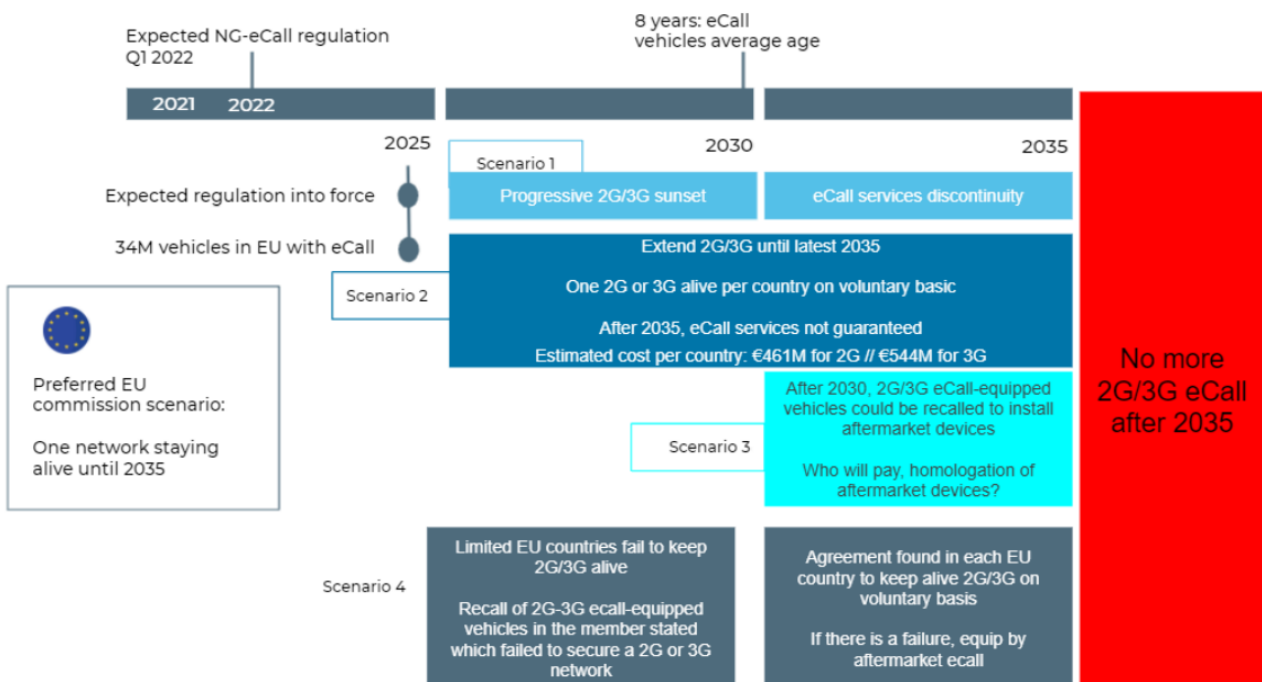 Expected NG-eCall regulation
Q1 2022
8 years: eCall
vehicles average age
2021
2022
2025
2030
2035
Scenario 1
Expected regulation into force
Progressive 2G/3G sunset
eCall services discontinuity
34M vehicles in EU with eCall
Extend 2G/3G until latest 2035
One 2G or 3G alive per country on voluntary basic
After 2035, eCall services not guaranteed
Estimated cost per country: €461M for 2G // €544M for 3G
Scenario 2
Preferred EU
commission scenario:
One network staying
alive until 2035
No more
2G/3G eCall
after 2035
After 2030, 2G/3G eCall-equipped
vehicles could be recalled to install
aftermarket devices
Who will pay, homologation of
aftermarket devices?
Scenario 3
Scenario 4
Limited EU countries fail to keep
2G/3G alive
Recall of 2G-3G ecall-equipped
vehicles in the member stated
which failed to secure a 2G or 3G
network
Agreement found in each EU
country to keep alive 2G/3G on
voluntary basis
If there is a failure, equip by
aftermarket ecall